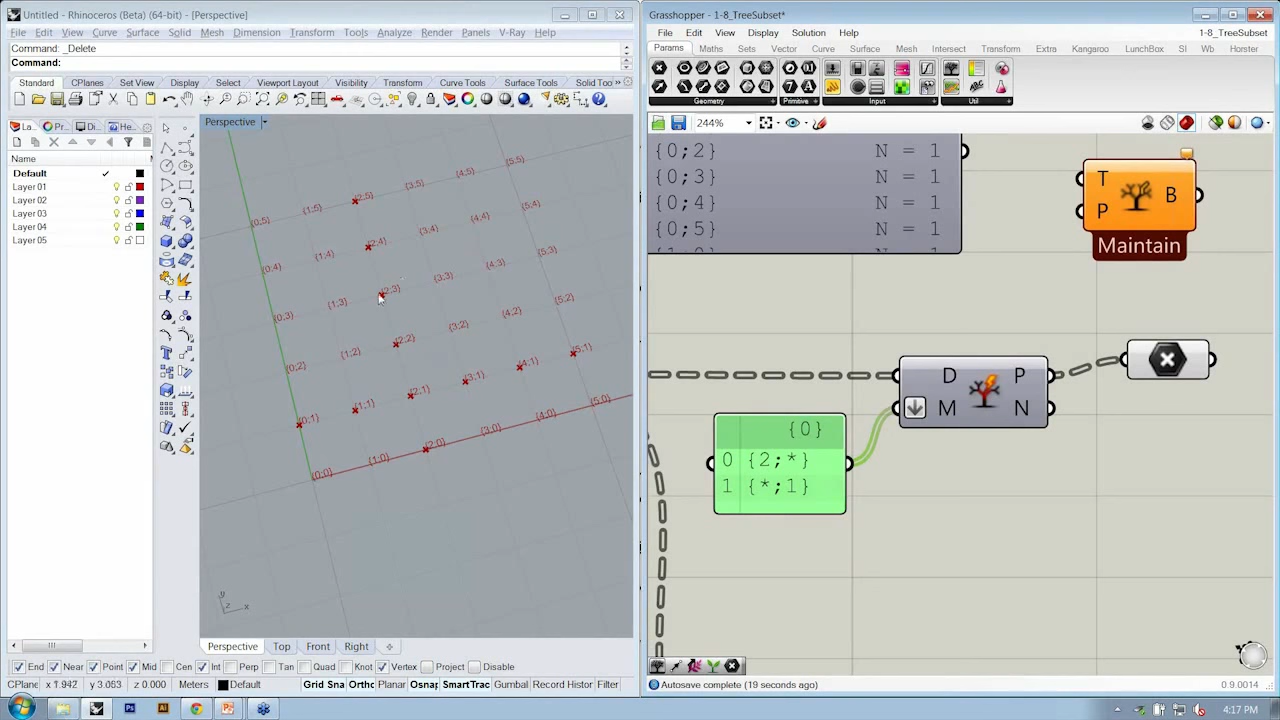 Untitled - Rhinoceros (Beta) (64-bit) - [Perspective]
File Edit View Curve Surface Solid Mesh Dimension Transform Tools Analyze Render Panels V-Ray Help
Command: _Delete
Command:
Standard CPlanes Set View Display Select Viewport Layout Visibility Transform Curve Tools Surface Tools Solid Too »
La... Pr... Di... He...
Name M
Default
Layer 01
Layer 02
Layer 03
Layer 04
Layer 05
Perspective
{0;5} {1;5} {2;5} {3;5} {4;5} {5;5}
{0;4} {1;4} {2;4} {3;4} {4;4} {5;4}
{0;3} {1;3} {2;3} {3;3} {4;3} {5;3}
{0;2} {1;2} {2;2} {3;2} {4;2} {5;2}
{0;1} {1;1} {2;1} {3;1} {4;1} {5;1}
{0;0} {1;0} {2;0} {3;0} {4;0} {5;0}
y
z x
Perspective Top Front Right
End Near Point Mid Cen Int Perp Tan Quad Knot Vertex Project Disable
CPlane x 1.942 y 3.053 z 0.000 Meters Default Grid Sna Ortho Planar Osnap SmartTrac Gumbal Record History Filter
Grasshopper - 1-8_TreeSubset*
File Edit View Display Solution Help 1-8_TreeSubset*
Params Maths Sets Vector Curve Surface Mesh Intersect Transform Extra Kangaroo LunchBox SI Wb Horster
Geometry Primitive Input Util
244%
{0;2} N = 1
{0;3} N = 1
{0;4} N = 1
{0;5} N = 1
T
P
B
Maintain
D P
M N
{0}
0 {2;*}
1 {*;1}
Autosave complete (19 seconds ago) 0.9.0014
4:17 PM